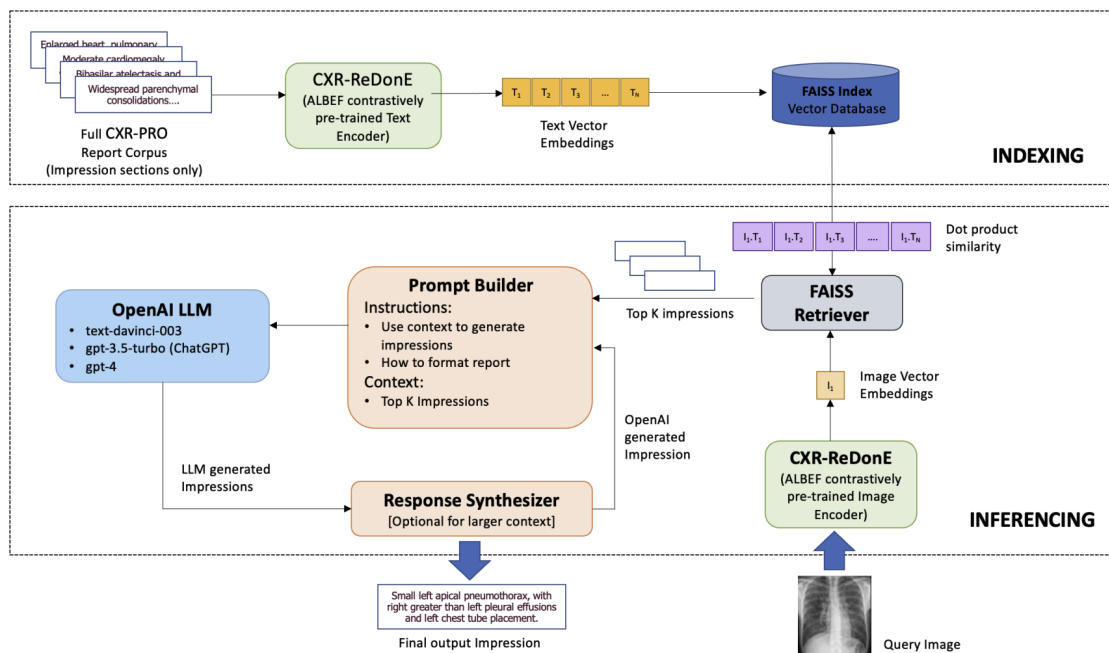 Enlarged heart, pulmonary
Moderate cardiomegaly
Bibasilar atelectasis and
Widespread parenchymal
consolidations....
Full CXR-PRO
Report Corpus
(Impression sections only)
CXR-ReDonE
(ALBEF contrastively
pre-trained Text
Encoder)
T1 T2 T3 ... TN
Text Vector
Embeddings
FAISS Index
Vector Database
INDEXING
I1.T1 I1.T2 I1.T3 .... I1.TN
Dot product
similarity
FAISS
Retriever
Top K impressions
Prompt Builder
Instructions:
• Use context to generate
impressions
• How to format report
Context:
• Top K Impressions
OpenAI LLM
• text-davinci-003
• gpt-3.5-turbo (ChatGPT)
• gpt-4
I1
Image Vector
Embeddings
OpenAI
generated
Impression
LLM generated
Impressions
CXR-ReDonE
(ALBEF contrastively
pre-trained Image
Encoder)
Response Synthesizer
[Optional for larger context]
INFERENCING
Small left apical pneumothorax, with
right greater than left pleural effusions
and left chest tube placement.
Final output Impression
Query Image